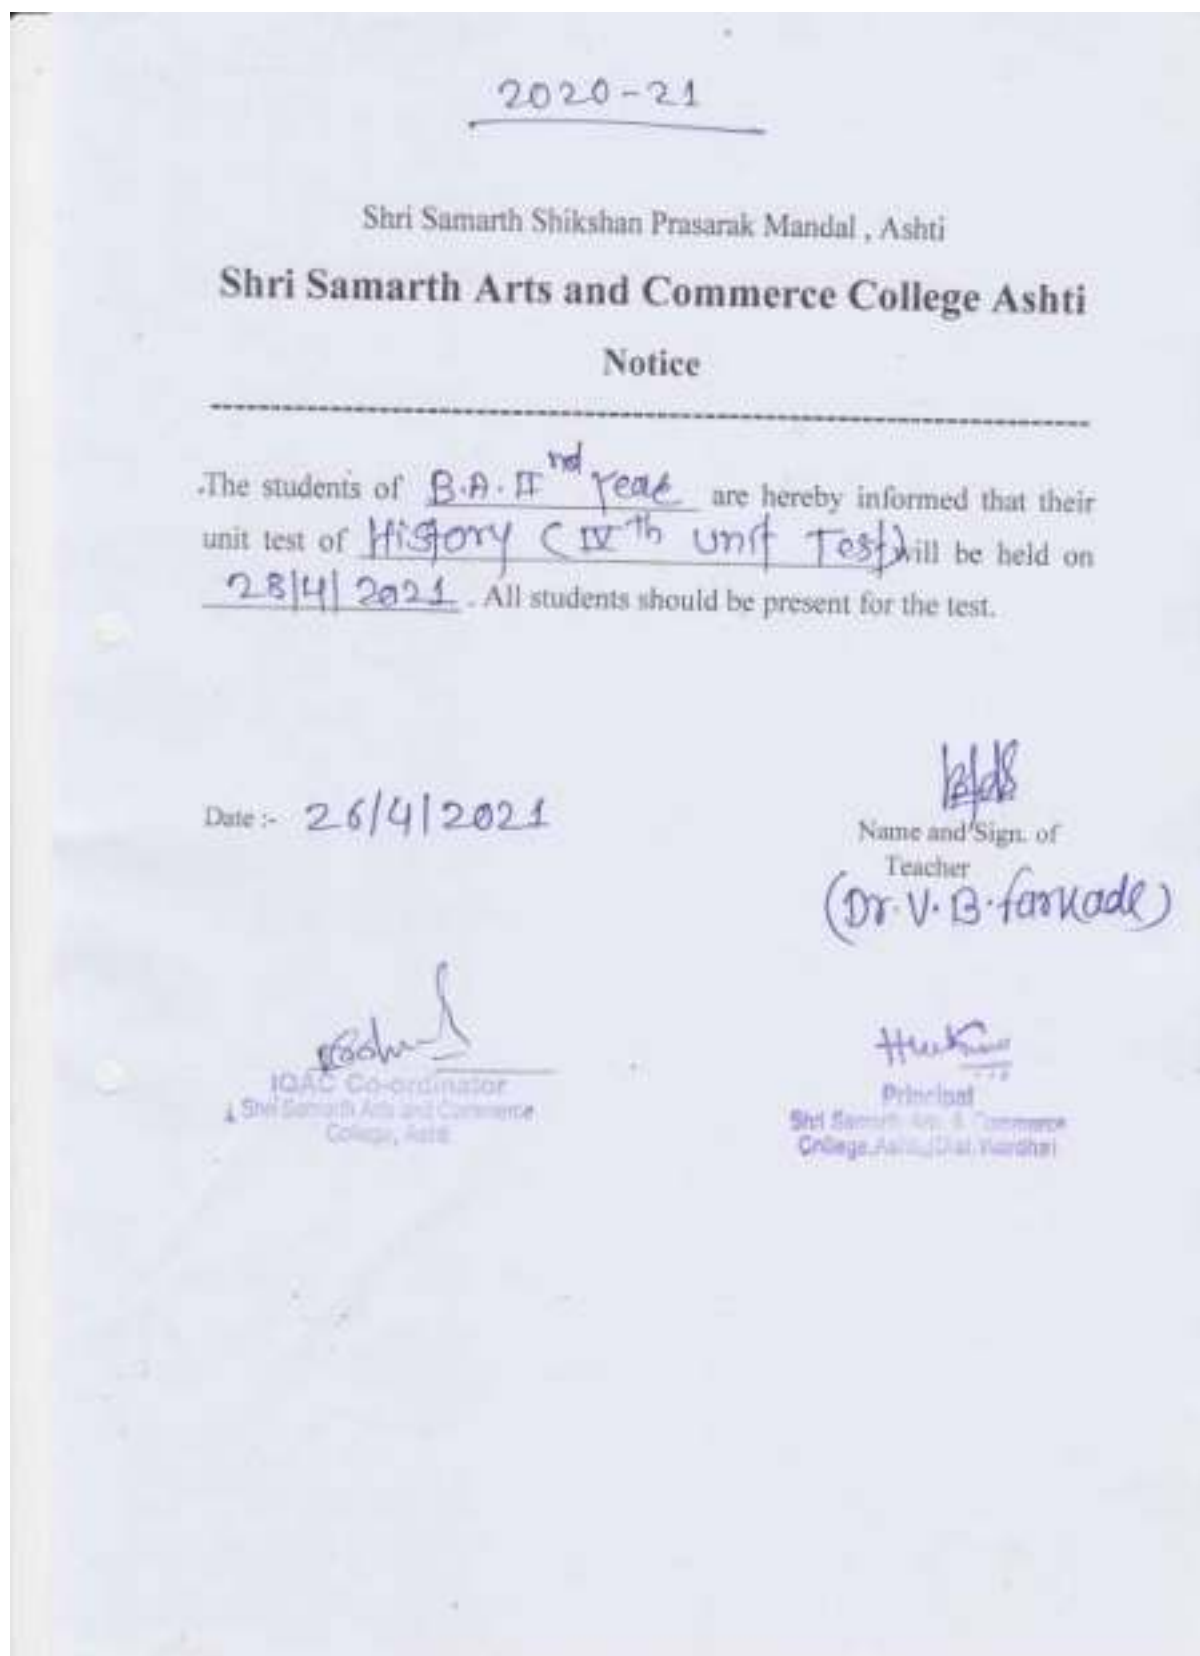 2020-21
Shri Samarth Shikshan Prasarak Mandal , Ashti
Shri Samarth Arts and Commerce College Ashti
Notice
.The students of B.A. II nd Year are hereby informed that their
unit test of History ( IV th Unit Test) will be held on
28/4/2021 . All students should be present for the test.
Date :- 26/4/2021
Name and Sign. of
Teacher
(Dr. V. B. farkade)
IQAC Co-ordinator
Shri Samarth Arts and Commerce
College, Ashti
Principal
Shri Samarth Arts & Commerce
College, Ashti, Dist. Wardha